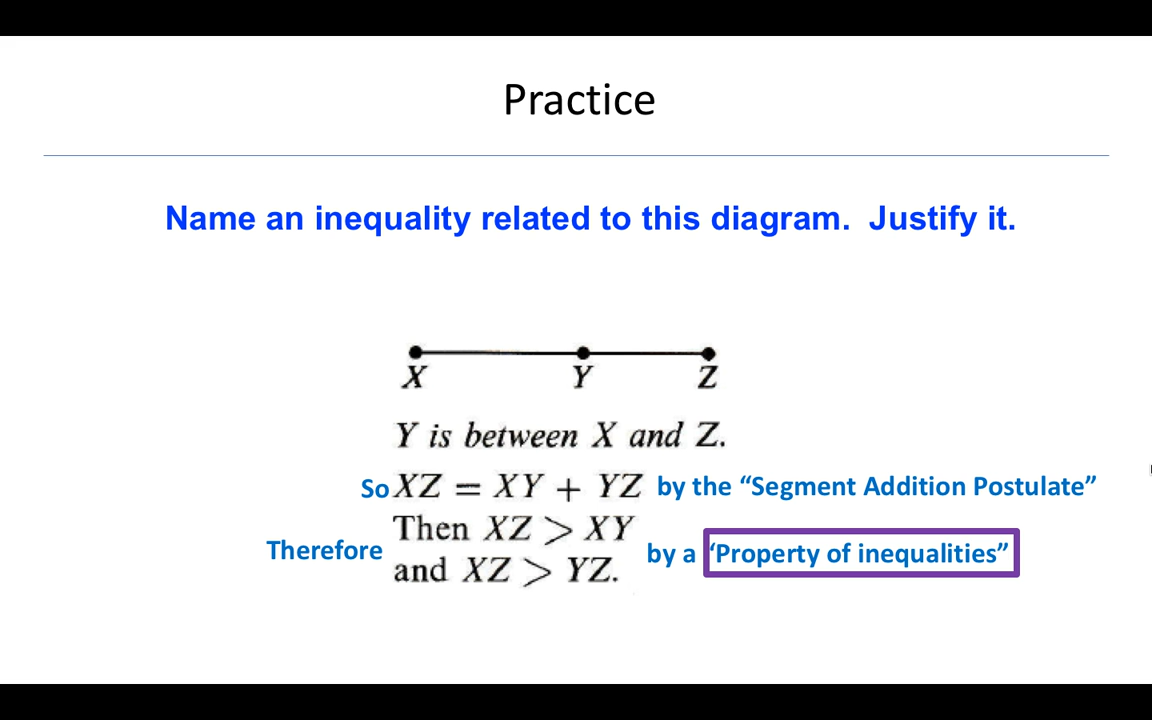 Practice
Name an inequality related to this diagram. Justify it.
X Y Z
Y is between X and Z.
So XZ = XY + YZ by the “Segment Addition Postulate”
Therefore Then XZ > XY
and XZ > YZ. by a ‘Property of inequalities”